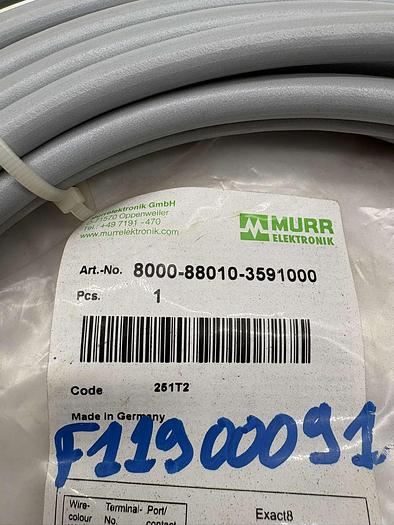 Murrelektronik GmbH
71570 Oppenweiler
Tel.: +49 7191-470
www.murrelektronik.com
MURR
ELEKTRONIK
Art.-No. 8000-88010-3591000
Pcs. 1
Code 251T2
Made in Germany
F11900091
Wire- Terminal- Port/ Exact8
colour No. contact